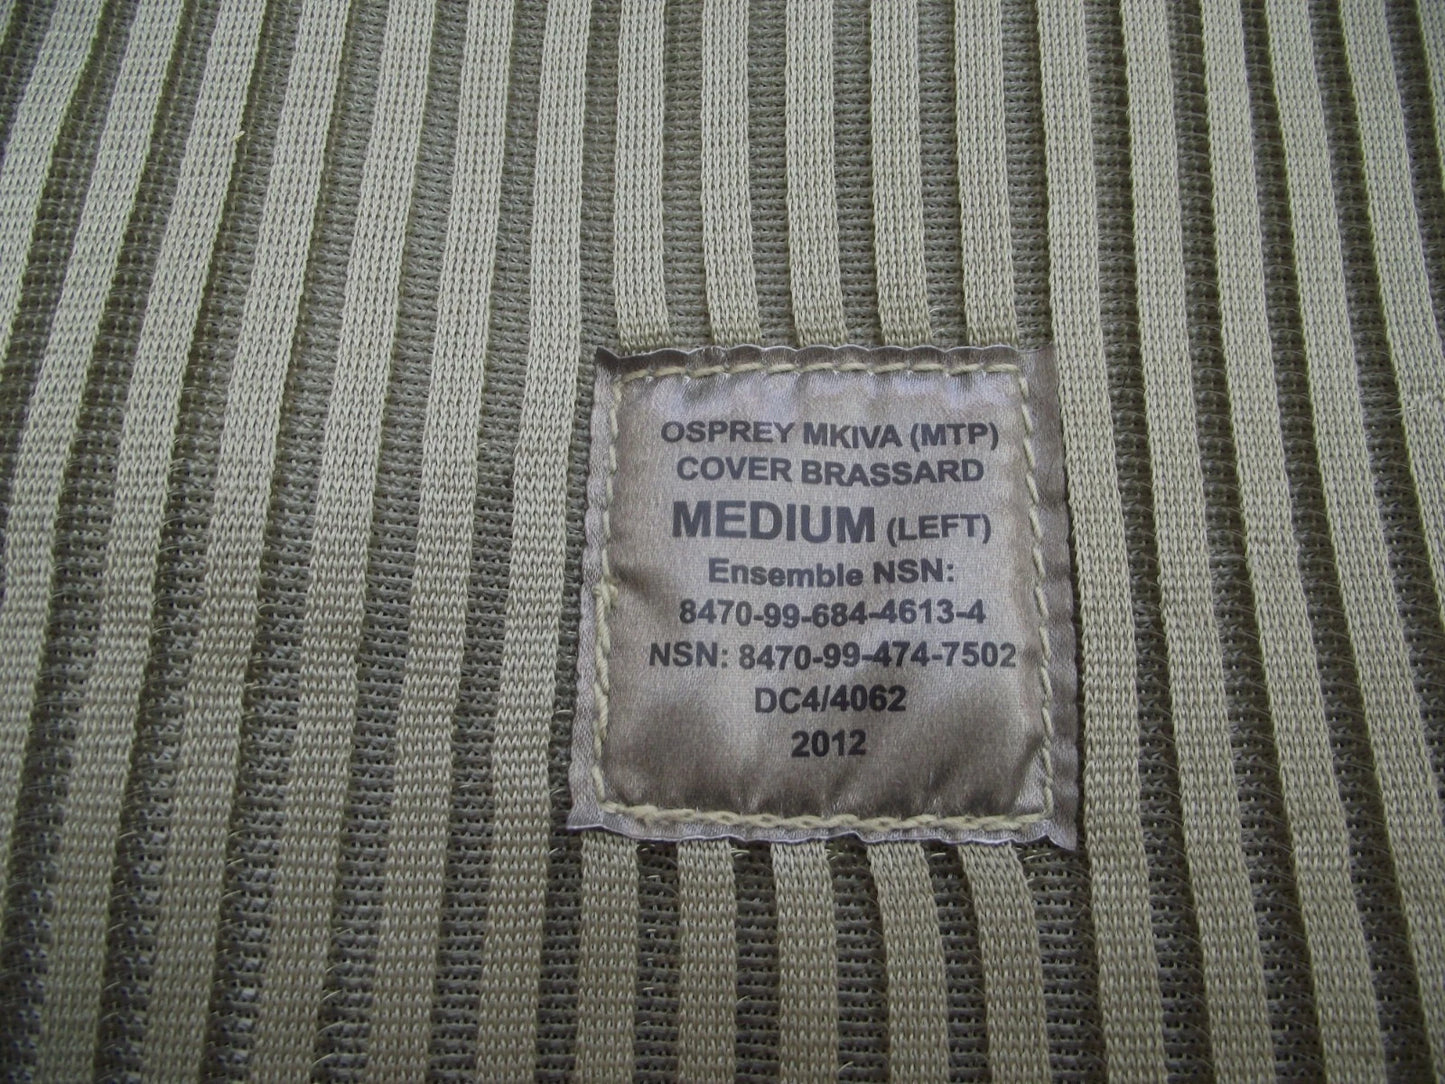 OSPREY MKIVA (MTP)
COVER BRASSARD
MEDIUM (LEFT)
Ensemble NSN:
8470-99-684-4613-4
NSN: 8470-99-474-7502
DC4/4062
2012